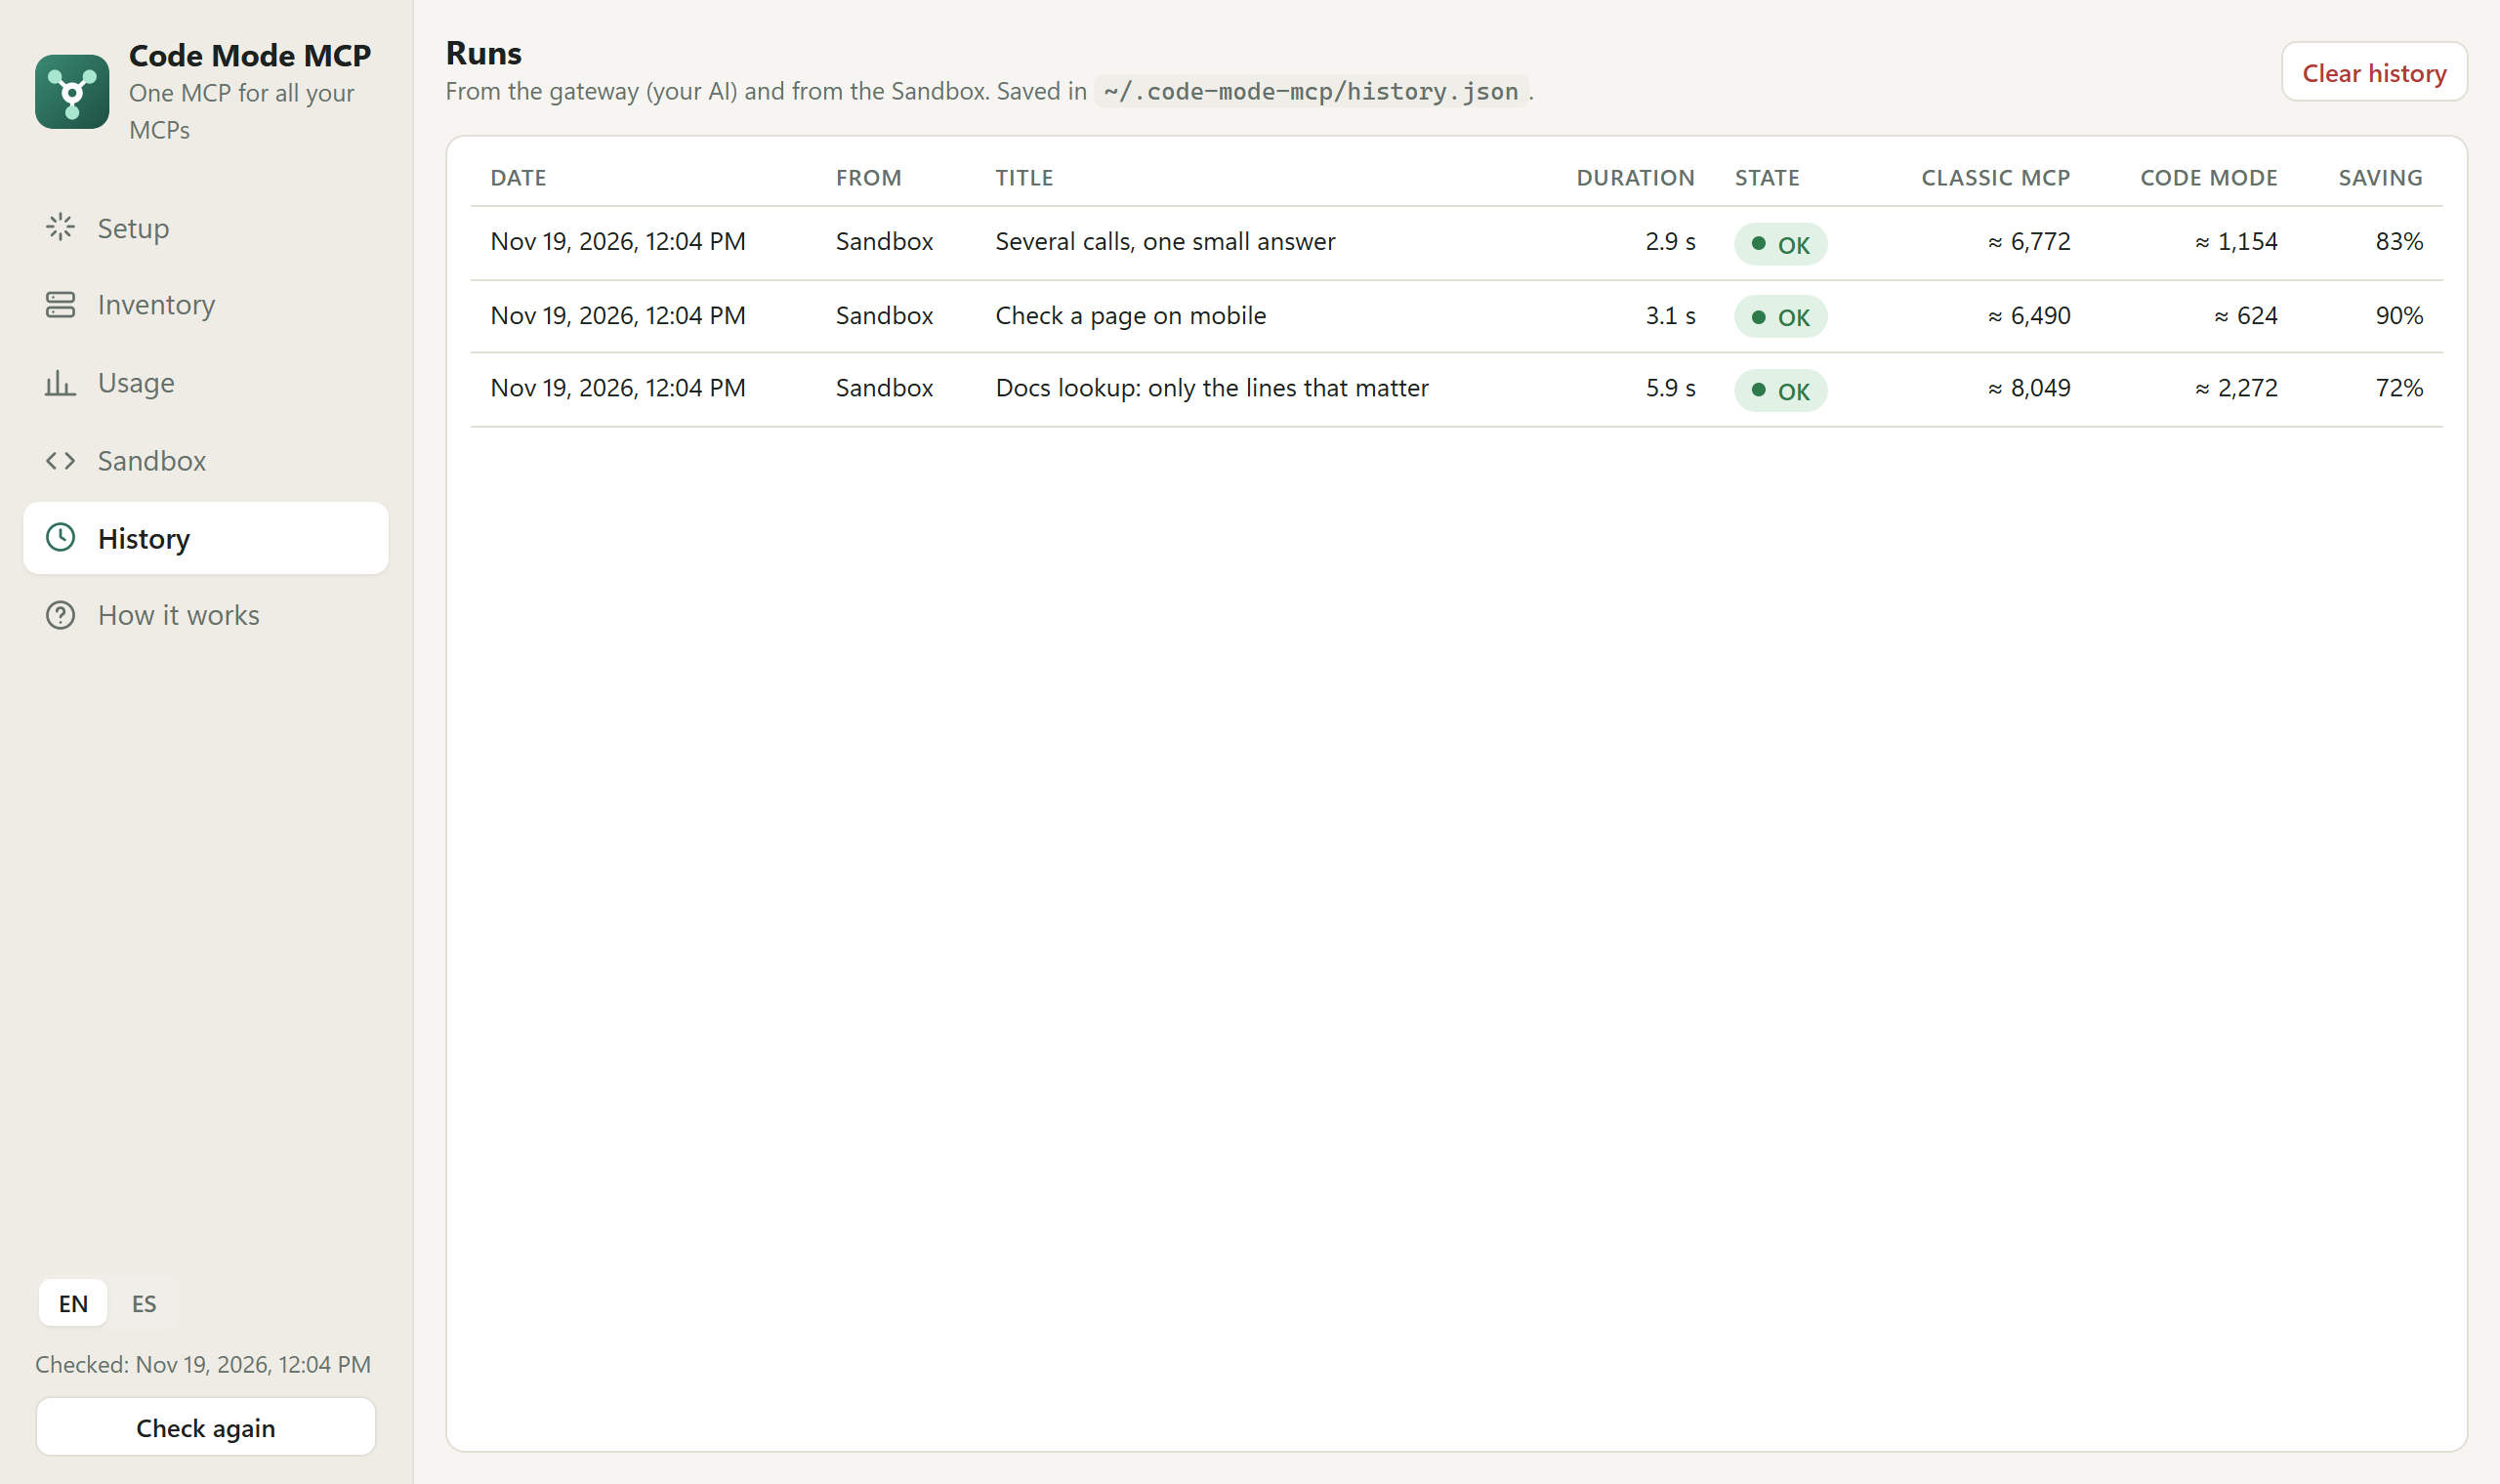 Code Mode MCP
One MCP for all your
MCPs
Setup
Inventory
Usage
Sandbox
History
How it works
EN ES
Checked: Nov 19, 2026, 12:04 PM
Check again
Runs
From the gateway (your AI) and from the Sandbox. Saved in ~/.code-mode-mcp/history.json.
Clear history
DATE FROM TITLE DURATION STATE CLASSIC MCP CODE MODE SAVING
Nov 19, 2026, 12:04 PM Sandbox Several calls, one small answer 2.9 s OK ≈ 6,772 ≈ 1,154 83%
Nov 19, 2026, 12:04 PM Sandbox Check a page on mobile 3.1 s OK ≈ 6,490 ≈ 624 90%
Nov 19, 2026, 12:04 PM Sandbox Docs lookup: only the lines that matter 5.9 s OK ≈ 8,049 ≈ 2,272 72%